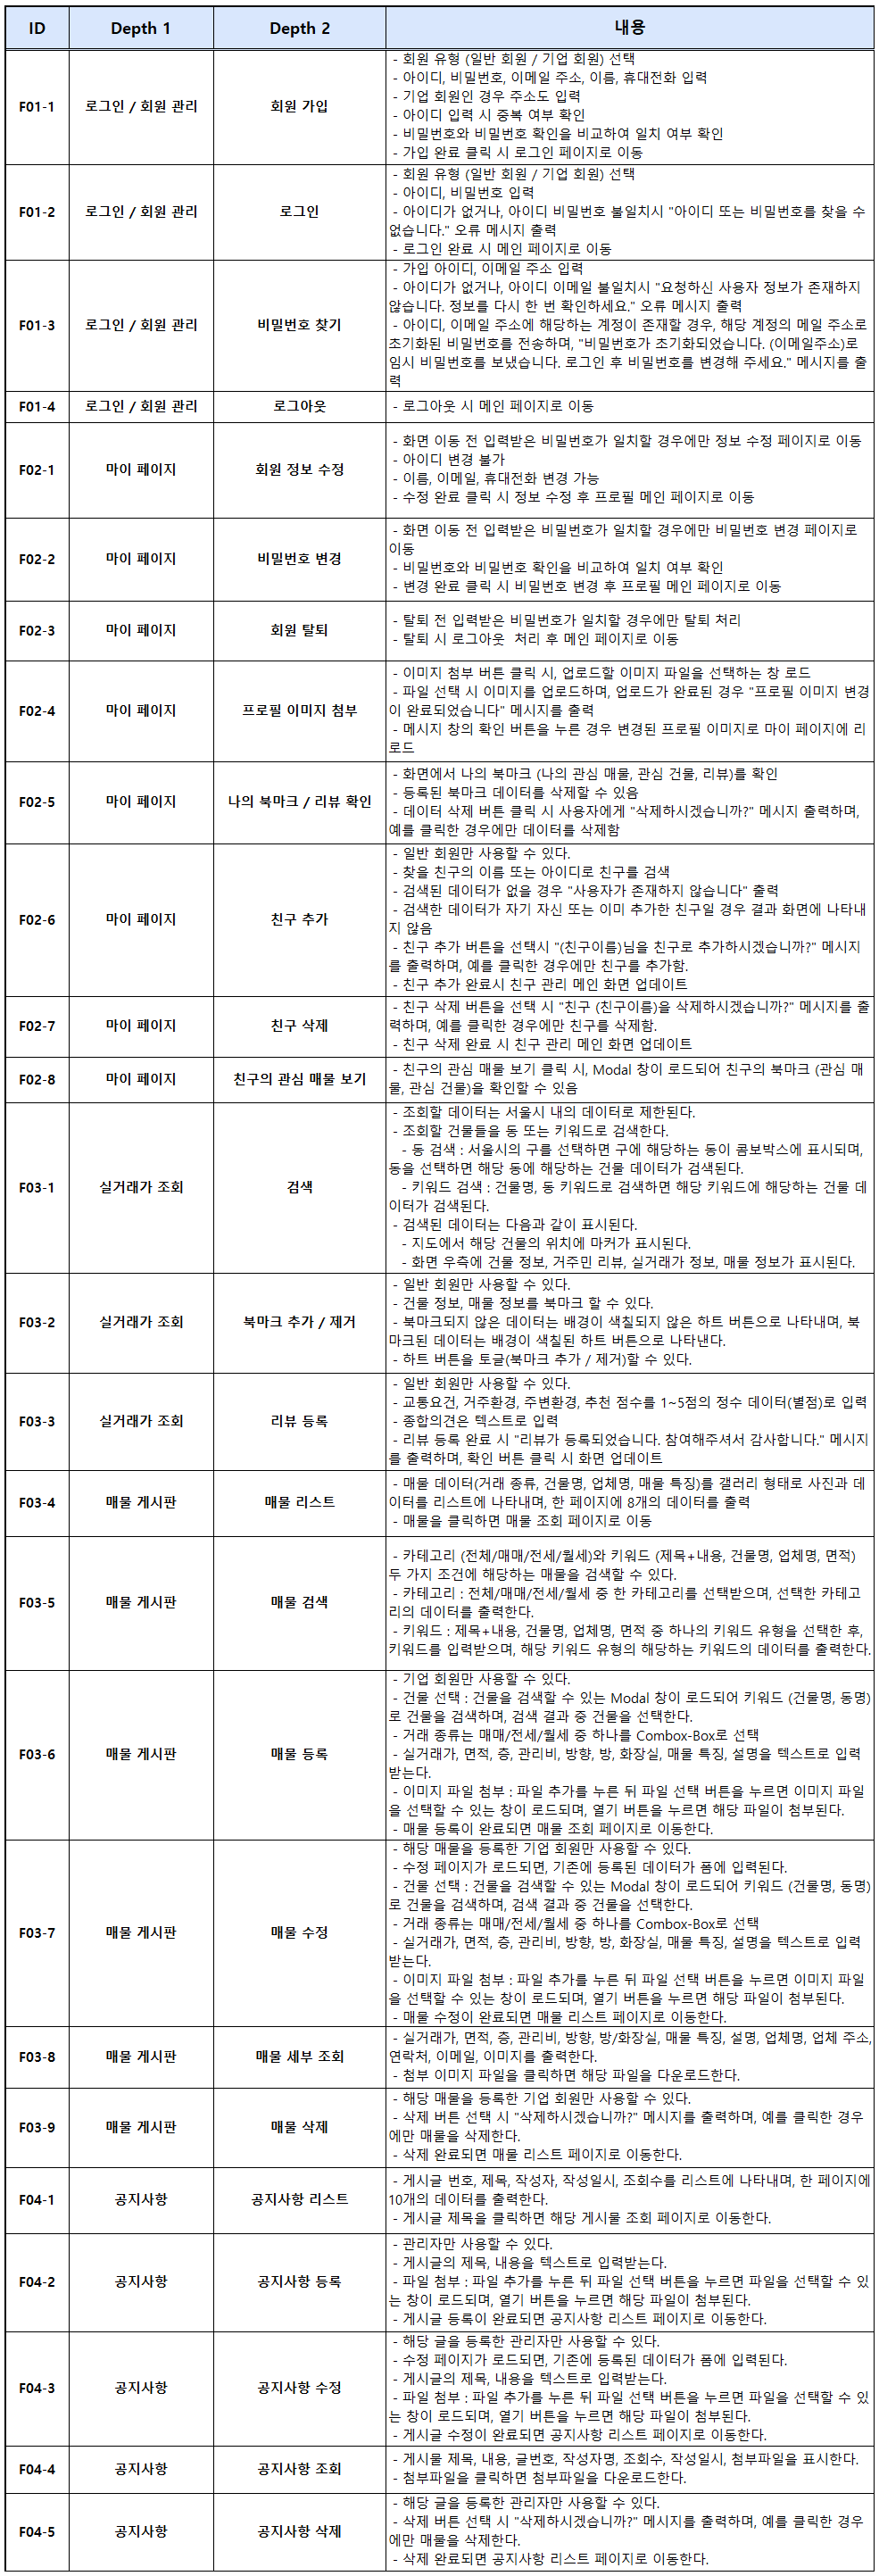 ID Depth 1 Depth 2 내용
F01-1 로그인 / 회원 관리 회원 가입
- 회원 유형 (일반 회원 / 기업 회원) 선택
- 아이디, 비밀번호, 이메일 주소, 이름, 휴대전화 입력
- 기업 회원인 경우 주소도 입력
- 아이디 입력 시 중복 여부 확인
- 비밀번호와 비밀번호 확인을 비교하여 일치 여부 확인
- 가입 완료 클릭 시 로그인 페이지로 이동
F01-2 로그인 / 회원 관리 로그인
- 회원 유형 (일반 회원 / 기업 회원) 선택
- 아이디, 비밀번호 입력
- 아이디가 없거나, 아이디 비밀번호 불일치시 "아이디 또는 비밀번호를 찾을 수
없습니다." 오류 메시지 출력
- 로그인 완료 시 메인 페이지로 이동
F01-3 로그인 / 회원 관리 비밀번호 찾기
- 가입 아이디, 이메일 주소 입력
- 아이디가 없거나, 아이디 이메일 불일치시 "요청하신 사용자 정보가 존재하지
않습니다. 정보를 다시 한 번 확인하세요." 오류 메시지 출력
- 아이디, 이메일 주소에 해당하는 계정이 존재할 경우, 해당 계정의 메일 주소로
초기화된 비밀번호를 전송하며, "비밀번호가 초기화되었습니다. (이메일주소)로
임시 비밀번호를 보냈습니다. 로그인 후 비밀번호를 변경해 주세요." 메시지를 출
력
F01-4 로그인 / 회원 관리 로그아웃
- 로그아웃 시 메인 페이지로 이동
F02-1 마이 페이지 회원 정보 수정
- 화면 이동 전 입력받은 비밀번호가 일치할 경우에만 정보 수정 페이지로 이동
- 아이디 변경 불가
- 이름, 이메일, 휴대전화 변경 가능
- 수정 완료 클릭 시 정보 수정 후 프로필 메인 페이지로 이동
F02-2 마이 페이지 비밀번호 변경
- 화면 이동 전 입력받은 비밀번호가 일치할 경우에만 비밀번호 변경 페이지로
이동
- 비밀번호와 비밀번호 확인을 비교하여 일치 여부 확인
- 변경 완료 클릭 시 비밀번호 변경 후 프로필 메인 페이지로 이동
F02-3 마이 페이지 회원 탈퇴
- 탈퇴 전 입력받은 비밀번호가 일치할 경우에만 탈퇴 처리
- 탈퇴 시 로그아웃 처리 후 메인 페이지로 이동
F02-4 마이 페이지 프로필 이미지 첨부
- 이미지 첨부 버튼 클릭 시, 업로드할 이미지 파일을 선택하는 창 로드
- 파일 선택 시 이미지를 업로드하며, 업로드가 완료된 경우 "프로필 이미지 변경
이 완료되었습니다" 메시지를 출력
- 메시지 창의 확인 버튼을 누른 경우 변경된 프로필 이미지로 마이 페이지에 리
로드
F02-5 마이 페이지 나의 북마크 / 리뷰 확인
- 화면에서 나의 북마크 (나의 관심 매물, 관심 건물, 리뷰)를 확인
- 등록된 북마크 데이터를 삭제할 수 있음
- 데이터 삭제 버튼 클릭 시 사용자에게 "삭제하시겠습니까?" 메시지 출력하며,
예를 클릭한 경우에만 데이터를 삭제함
F02-6 마이 페이지 친구 추가
- 일반 회원만 사용할 수 있다.
- 찾을 친구의 이름 또는 아이디로 친구를 검색
- 검색된 데이터가 없을 경우 "사용자가 존재하지 않습니다" 출력
- 검색한 데이터가 자기 자신 또는 이미 추가한 친구일 경우 결과 화면에 나타내
지 않음
- 친구 추가 버튼을 선택시 "(친구이름)님을 친구로 추가하시겠습니까?" 메시지
를 출력하며, 예를 클릭한 경우에만 친구를 추가함.
- 친구 추가 완료시 친구 관리 메인 화면 업데이트
F02-7 마이 페이지 친구 삭제
- 친구 삭제 버튼을 선택 시 "친구 (친구이름)을 삭제하시겠습니까?" 메시지를 출
력하며, 예를 클릭한 경우에만 친구를 삭제함.
- 친구 삭제 완료 시 친구 관리 메인 화면 업데이트
F02-8 마이 페이지 친구의 관심 매물 보기
- 친구의 관심 매물 보기 클릭 시, Modal 창이 로드되어 친구의 북마크 (관심 매
물, 관심 건물)을 확인할 수 있음
F03-1 실거래가 조회 검색
- 조회할 데이터는 서울시 내의 데이터로 제한된다.
- 조회할 건물들을 동 또는 키워드로 검색한다.
- 동 검색 : 서울시의 구를 선택하면 구에 해당하는 동이 콤보박스에 표시되며,
동을 선택하면 해당 동에 해당하는 건물 데이터가 검색된다.
- 키워드 검색 : 건물명, 동 키워드로 검색하면 해당 키워드에 해당하는 건물 데
이터가 검색된다.
- 검색된 데이터는 다음과 같이 표시된다.
- 지도에서 해당 건물의 위치에 마커가 표시된다.
- 화면 우측에 건물 정보, 거주민 리뷰, 실거래가 정보, 매물 정보가 표시된다.
F03-2 실거래가 조회 북마크 추가 / 제거
- 일반 회원만 사용할 수 있다.
- 건물 정보, 매물 정보를 북마크 할 수 있다.
- 북마크되지 않은 데이터는 배경이 색칠되지 않은 하트 버튼으로 나타내며, 북
마크된 데이터는 배경이 색칠된 하트 버튼으로 나타낸다.
- 하트 버튼을 토글(북마크 추가 / 제거)할 수 있다.
F03-3 실거래가 조회 리뷰 등록
- 일반 회원만 사용할 수 있다.
- 교통요건, 거주환경, 주변환경, 추천 점수를 1~5점의 정수 데이터(별점)로 입력
- 종합의견은 텍스트로 입력
- 리뷰 등록 완료 시 "리뷰가 등록되었습니다. 참여해주셔서 감사합니다." 메시지
를 출력하며, 확인 버튼 클릭 시 화면 업데이트
F03-4 매물 게시판 매물 리스트
- 매물 데이터(거래 종류, 건물명, 업체명, 매물 특징)를 갤러리 형태로 사진과 데
이터를 리스트에 나타내며, 한 페이지에 8개의 데이터를 출력
- 매물을 클릭하면 매물 조회 페이지로 이동
F03-5 매물 게시판 매물 검색
- 카테고리 (전체/매매/전세/월세)와 키워드 (제목+내용, 건물명, 업체명, 면적)
두 가지 조건에 해당하는 매물을 검색할 수 있다.
- 카테고리 : 전체/매매/전세/월세 중 한 카테고리를 선택받으며, 선택한 카테고
리의 데이터를 출력한다.
- 키워드 : 제목+내용, 건물명, 업체명, 면적 중 하나의 키워드 유형을 선택한 후,
키워드를 입력받으며, 해당 키워드 유형의 해당하는 키워드의 데이터를 출력한다.
F03-6 매물 게시판 매물 등록
- 기업 회원만 사용할 수 있다.
- 건물 선택 : 건물을 검색할 수 있는 Modal 창이 로드되어 키워드 (건물명, 동명)
로 건물을 검색하며, 검색 결과 중 건물을 선택한다.
- 거래 종류는 매매/전세/월세 중 하나를 Combox-Box로 선택
- 실거래가, 면적, 층, 관리비, 방향, 방, 화장실, 매물 특징, 설명을 텍스트로 입력
받는다.
- 이미지 파일 첨부 : 파일 추가를 누른 뒤 파일 선택 버튼을 누르면 이미지 파일
을 선택할 수 있는 창이 로드되며, 열기 버튼을 누르면 해당 파일이 첨부된다.
- 매물 등록이 완료되면 매물 조회 페이지로 이동한다.
F03-7 매물 게시판 매물 수정
- 해당 매물을 등록한 기업 회원만 사용할 수 있다.
- 수정 페이지가 로드되면, 기존에 등록된 데이터가 폼에 입력된다.
- 건물 선택 : 건물을 검색할 수 있는 Modal 창이 로드되어 키워드 (건물명, 동명)
로 건물을 검색하며, 검색 결과 중 건물을 선택한다.
- 거래 종류는 매매/전세/월세 중 하나를 Combox-Box로 선택
- 실거래가, 면적, 층, 관리비, 방향, 방, 화장실, 매물 특징, 설명을 텍스트로 입력
받는다.
- 이미지 파일 첨부 : 파일 추가를 누른 뒤 파일 선택 버튼을 누르면 이미지 파일
을 선택할 수 있는 창이 로드되며, 열기 버튼을 누르면 해당 파일이 첨부된다.
- 매물 수정이 완료되면 매물 리스트 페이지로 이동한다.
F03-8 매물 게시판 매물 세부 조회
- 실거래가, 면적, 층, 관리비, 방향, 방/화장실, 매물 특징, 설명, 업체명, 업체 주소,
연락처, 이메일, 이미지를 출력한다.
- 첨부 이미지 파일을 클릭하면 해당 파일을 다운로드한다.
F03-9 매물 게시판 매물 삭제
- 해당 매물을 등록한 기업 회원만 사용할 수 있다.
- 삭제 버튼 선택 시 "삭제하시겠습니까?" 메시지를 출력하며, 예를 클릭한 경우
에만 매물을 삭제한다.
- 삭제 완료되면 매물 리스트 페이지로 이동한다.
F04-1 공지사항 공지사항 리스트
- 게시글 번호, 제목, 작성자, 작성일시, 조회수를 리스트에 나타내며, 한 페이지에
10개의 데이터를 출력한다.
- 게시글 제목을 클릭하면 해당 게시물 조회 페이지로 이동한다.
F04-2 공지사항 공지사항 등록
- 관리자만 사용할 수 있다.
- 게시글의 제목, 내용을 텍스트로 입력받는다.
- 파일 첨부 : 파일 추가를 누른 뒤 파일 선택 버튼을 누르면 파일을 선택할 수 있
는 창이 로드되며, 열기 버튼을 누르면 해당 파일이 첨부된다.
- 게시글 등록이 완료되면 공지사항 리스트 페이지로 이동한다.
F04-3 공지사항 공지사항 수정
- 해당 글을 등록한 관리자만 사용할 수 있다.
- 수정 페이지가 로드되면, 기존에 등록된 데이터가 폼에 입력된다.
- 게시글의 제목, 내용을 텍스트로 입력받는다.
- 파일 첨부 : 파일 추가를 누른 뒤 파일 선택 버튼을 누르면 파일을 선택할 수 있
는 창이 로드되며, 열기 버튼을 누르면 해당 파일이 첨부된다.
- 게시글 수정이 완료되면 공지사항 리스트 페이지로 이동한다.
F04-4 공지사항 공지사항 조회
- 게시물 제목, 내용, 글번호, 작성자명, 조회수, 작성일시, 첨부파일을 표시한다.
- 첨부파일을 클릭하면 첨부파일을 다운로드한다.
F04-5 공지사항 공지사항 삭제
- 해당 글을 등록한 관리자만 사용할 수 있다.
- 삭제 버튼 선택 시 "삭제하시겠습니까?" 메시지를 출력하며, 예를 클릭한 경우
에만 매물을 삭제한다.
- 삭제 완료되면 공지사항 리스트 페이지로 이동한다.